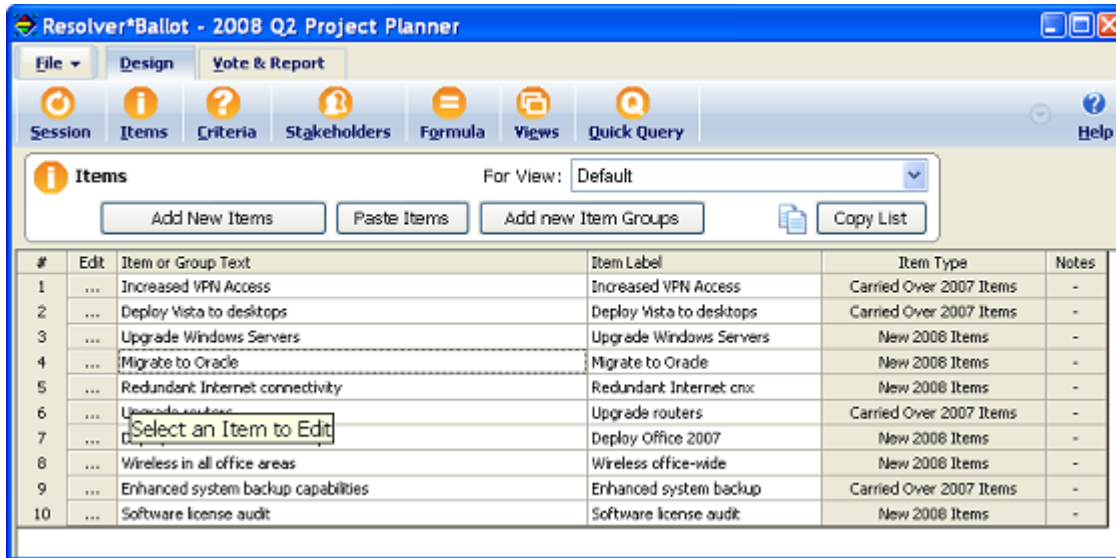 Resolver*Ballot - 2008 Q2 Project Planner
File Design Vote & Report
Session Items Criteria Stakeholders Formula Views Quick Query Help
Items For View: Default
Add New Items Paste Items Add new Item Groups Copy List
# Edit Item or Group Text Item Label Item Type Notes
1 ... Increased VPN Access Increased VPN Access Carried Over 2007 Items -
2 ... Deploy Vista to desktops Deploy Vista to desktops Carried Over 2007 Items -
3 ... Upgrade Windows Servers Upgrade Windows Servers New 2008 Items -
4 ... Migrate to Oracle Migrate to Oracle New 2008 Items -
5 ... Redundant Internet connectivity Redundant Internet cnx New 2008 Items -
6 ... Upgrade routers Upgrade routers Carried Over 2007 Items -
Select an Item to Edit
7 ... Deploy Office 2007 New 2008 Items -
8 ... Wireless in all office areas Wireless office-wide New 2008 Items -
9 ... Enhanced system backup capabilities Enhanced system backup Carried Over 2007 Items -
10 ... Software license audit Software license audit New 2008 Items -